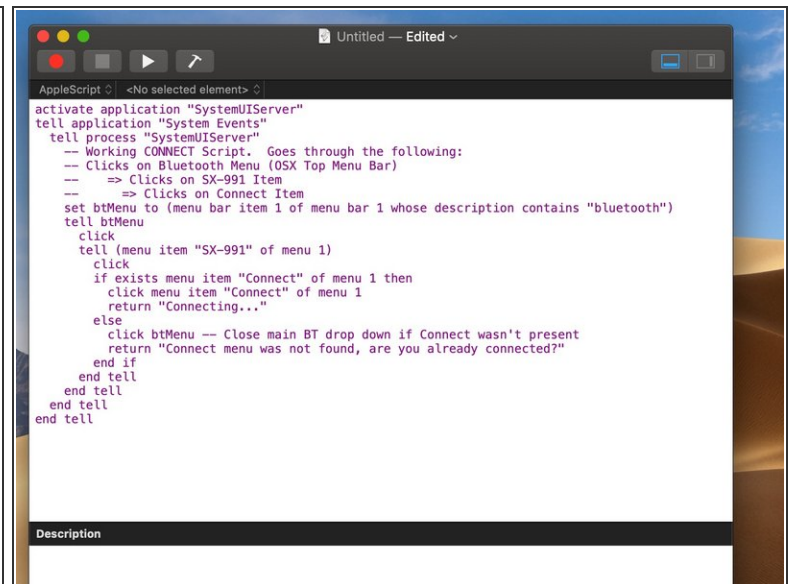 Untitled — Edited
AppleScript <No selected element>
activate application "SystemUIServer"
tell application "System Events"
  tell process "SystemUIServer"
    -- Working CONNECT Script.  Goes through the following:
    -- Clicks on Bluetooth Menu (OSX Top Menu Bar)
    --    => Clicks on SX-991 Item
    --      => Clicks on Connect Item
    set btMenu to (menu bar item 1 of menu bar 1 whose description contains "bluetooth")
    tell btMenu
      click
      tell (menu item "SX-991" of menu 1)
        click
        if exists menu item "Connect" of menu 1 then
          click menu item "Connect" of menu 1
          return "Connecting..."
        else
          click btMenu -- Close main BT drop down if Connect wasn't present
          return "Connect menu was not found, are you already connected?"
        end if
      end tell
    end tell
  end tell
end tell
Description